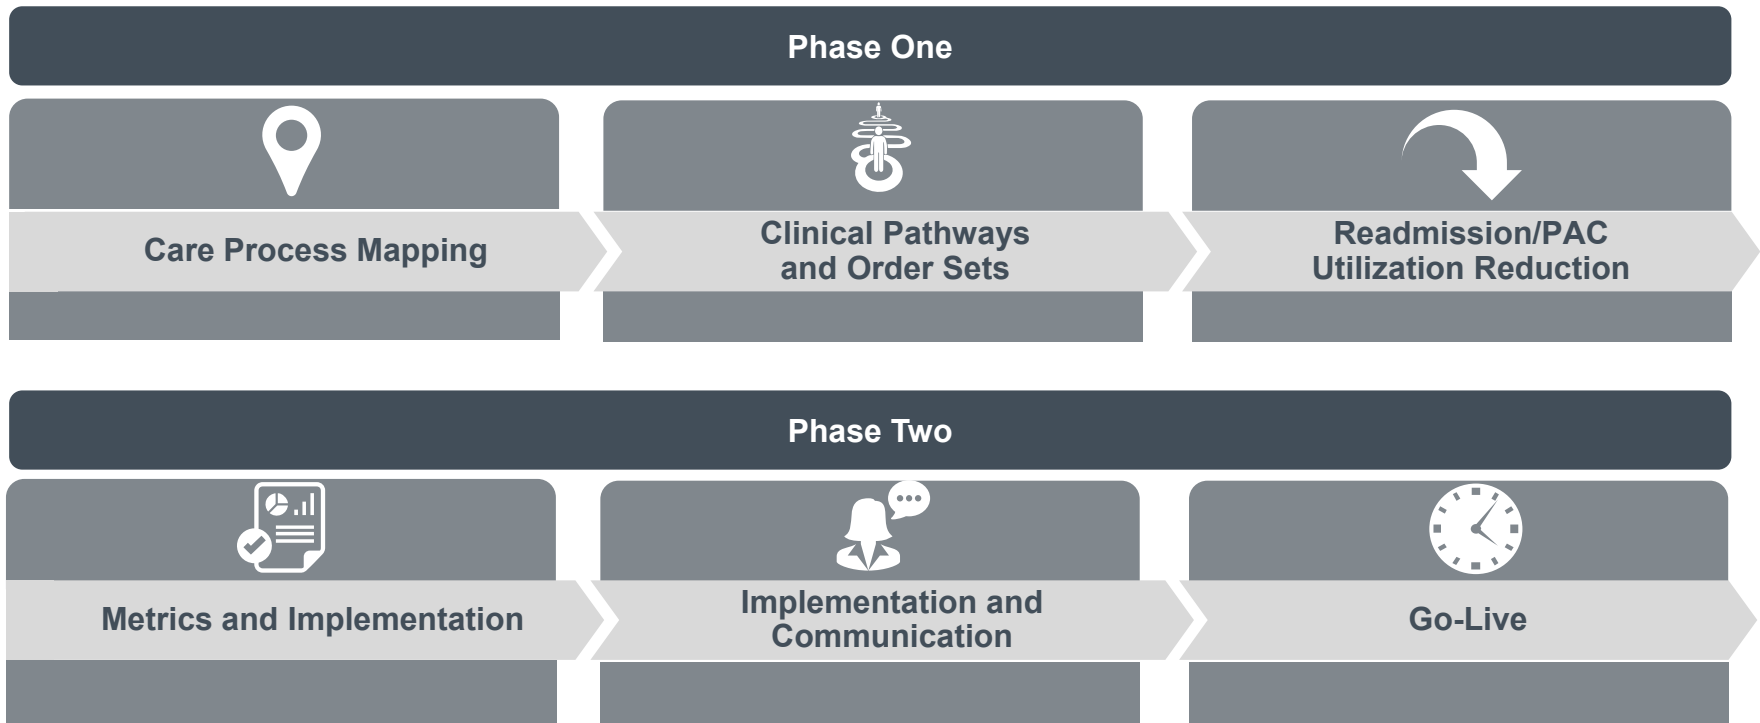 Phase One
Care Process Mapping
Clinical Pathways
and Order Sets
Readmission/PAC
Utilization Reduction
Phase Two
Metrics and Implementation
Implementation and
Communication
Go-Live